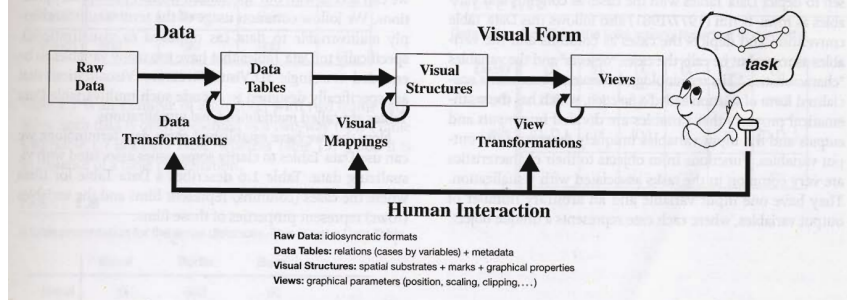 Data
Visual Form
task
Raw
Data
Data
Tables
Visual
Structures
Views
Data
Transformations
Visual
Mappings
View
Transformations
Human Interaction
Raw Data: idiosyncratic formats
Data Tables: relations (cases by variables) + metadata
Visual Structures: spatial substrates + marks + graphical properties
Views: graphical parameters (position, scaling, clipping, . . . )